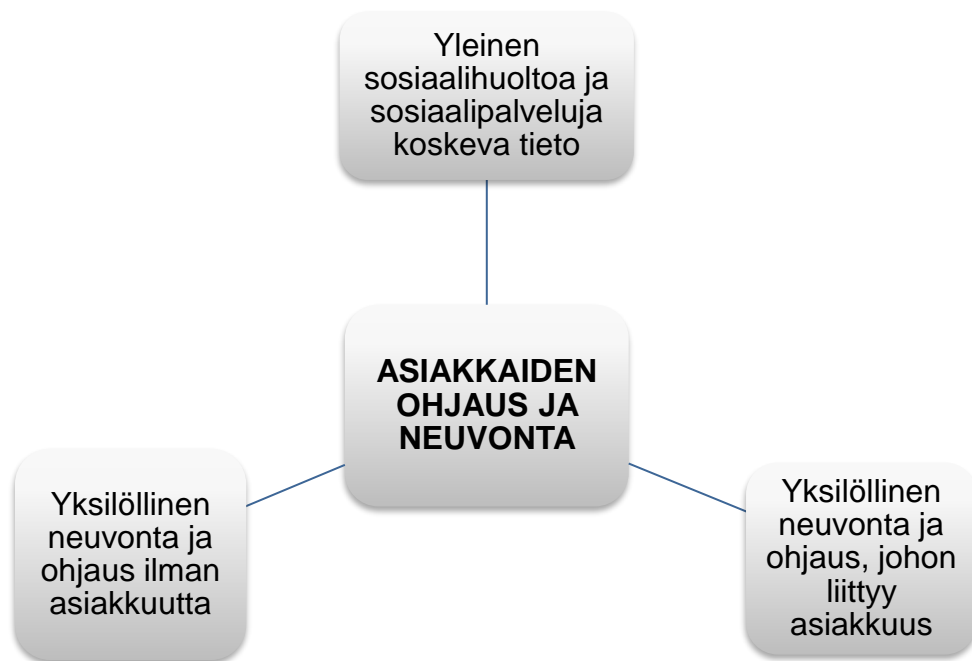 Yleinen
sosiaalihuoltoa ja
sosiaalipalveluja
koskeva tieto
ASIAKKAIDEN
OHJAUS JA
NEUVONTA
Yksilöllinen
neuvonta ja
ohjaus ilman
asiakkuutta
Yksilöllinen
neuvonta ja
ohjaus, johon
liittyy
asiakkuus